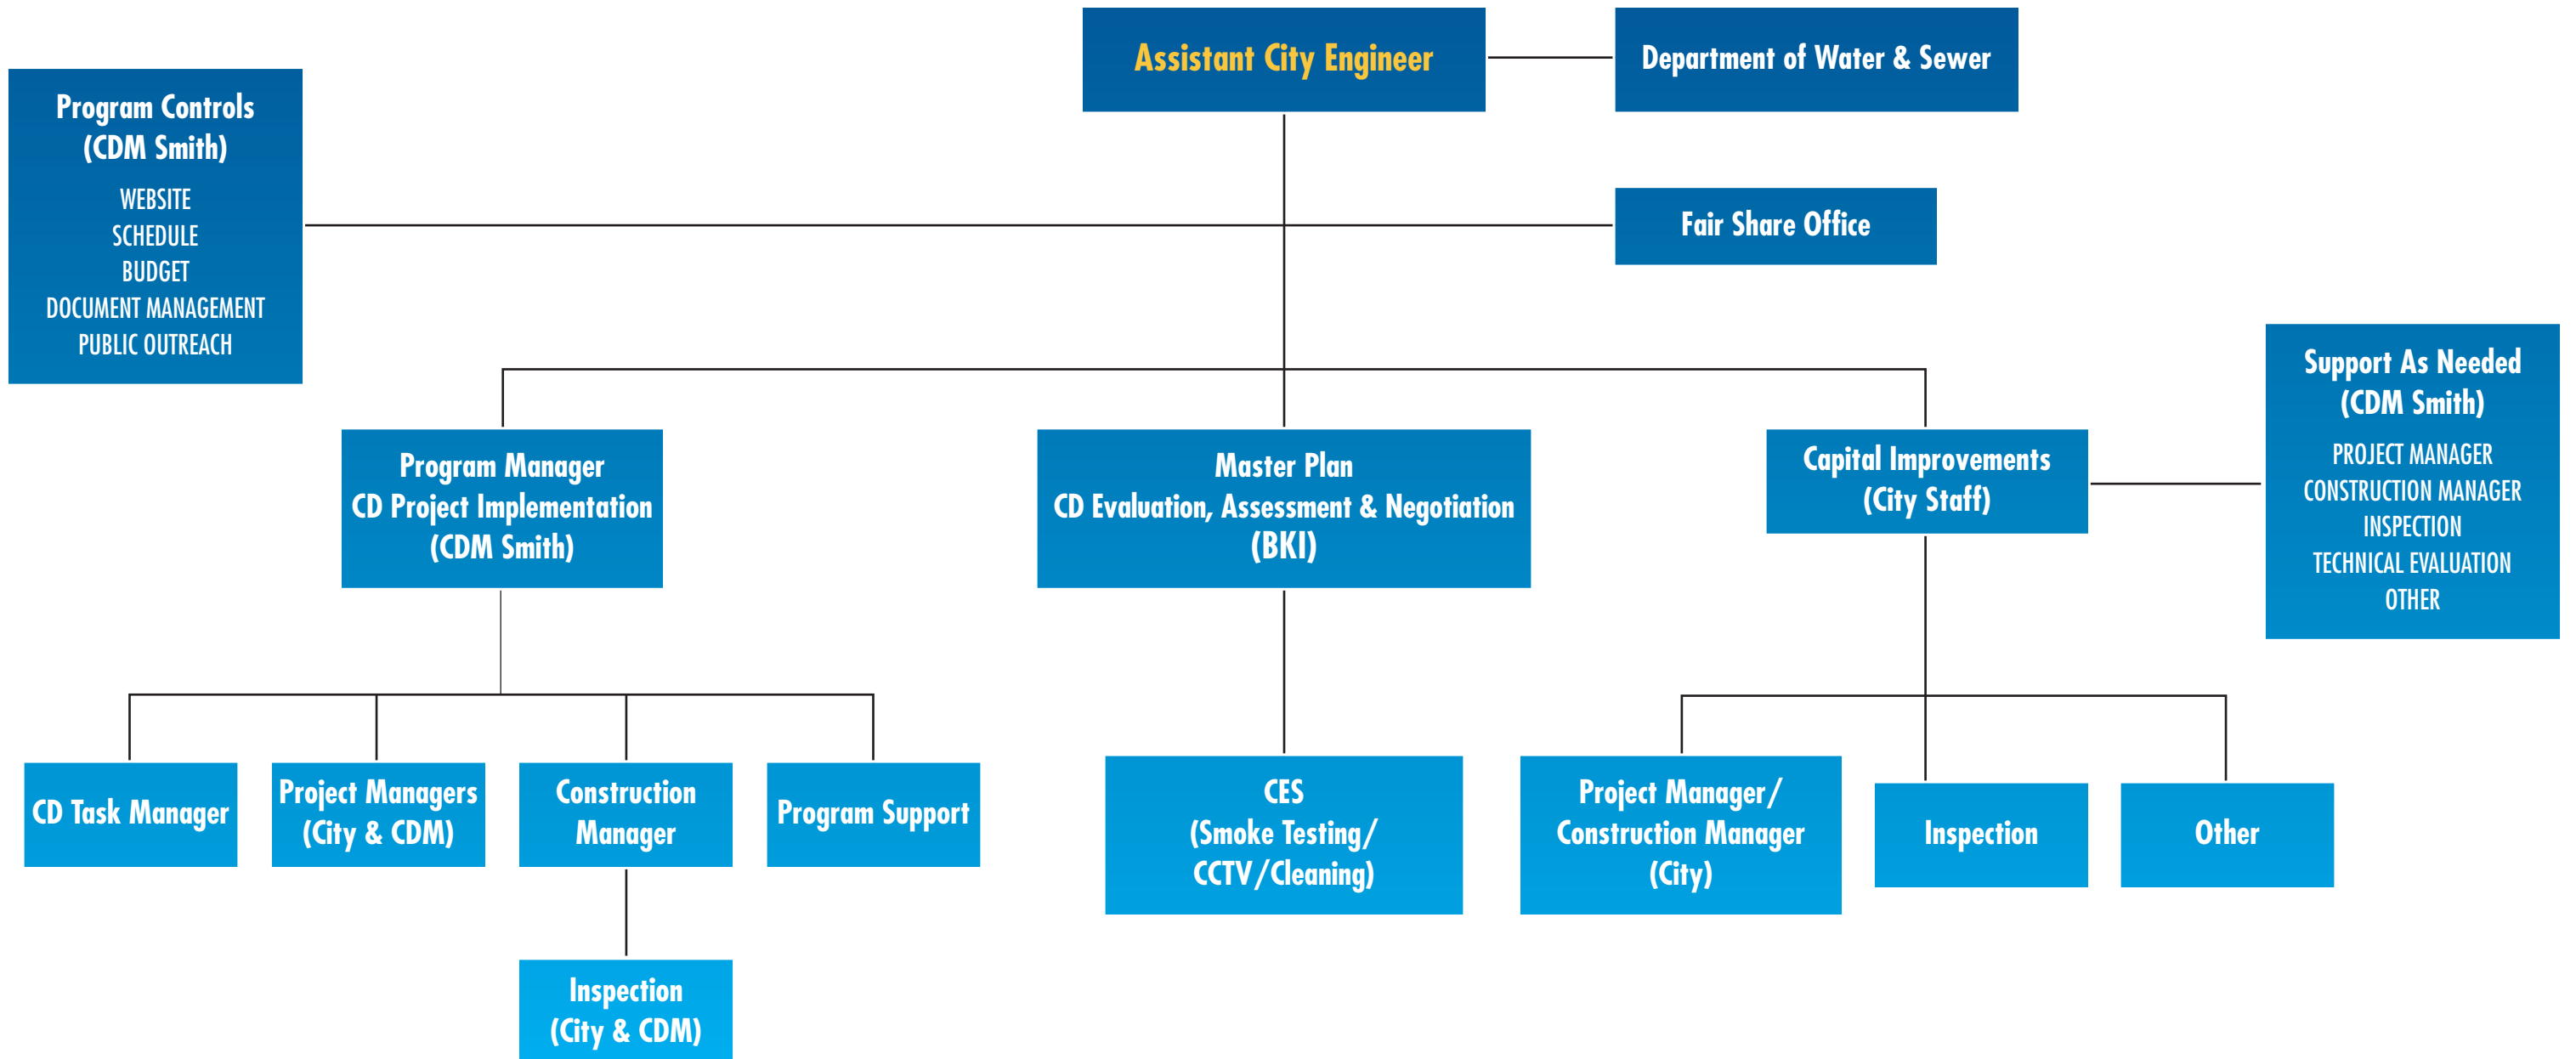 Assistant City Engineer
Department of Water & Sewer
Program Controls
(CDM Smith)
WEBSITE
SCHEDULE
BUDGET
DOCUMENT MANAGEMENT
PUBLIC OUTREACH
Fair Share Office
Support As Needed
(CDM Smith)
PROJECT MANAGER
CONSTRUCTION MANAGER
INSPECTION
TECHNICAL EVALUATION
OTHER
Program Manager
CD Project Implementation
(CDM Smith)
Master Plan
CD Evaluation, Assessment & Negotiation
(BKI)
Capital Improvements
(City Staff)
CD Task Manager
Project Managers
(City & CDM)
Construction
Manager
Program Support
CES
(Smoke Testing/
CCTV/Cleaning)
Project Manager/
Construction Manager
(City)
Inspection
Other
Inspection
(City & CDM)